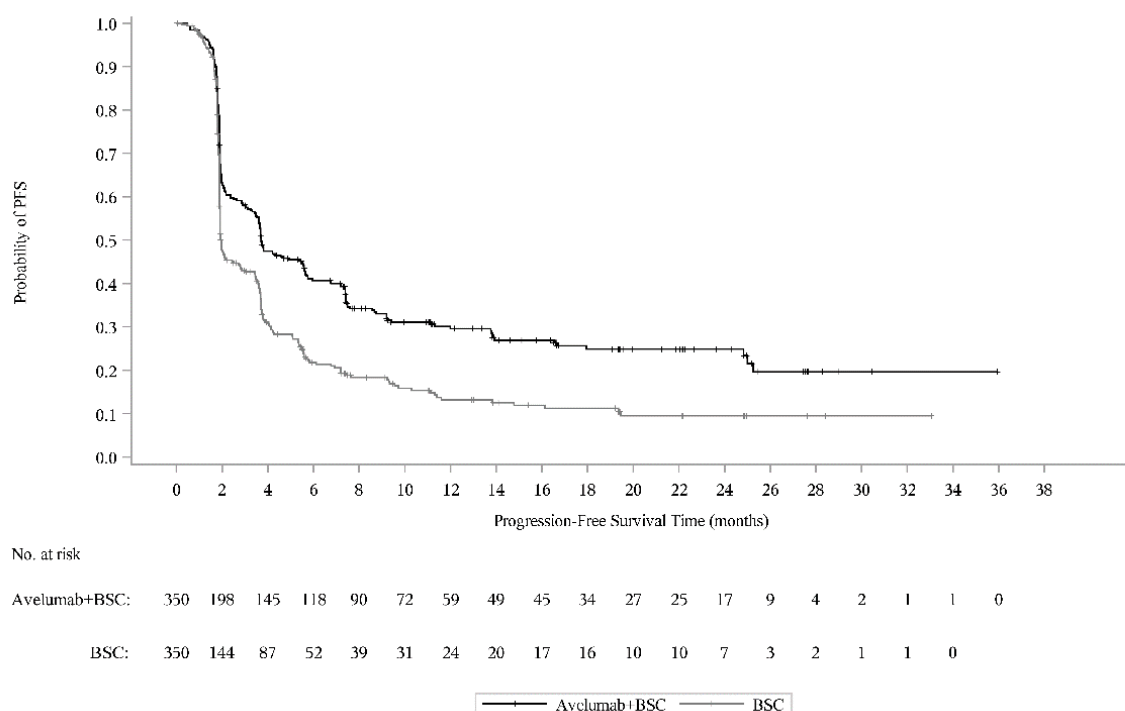 1.0
0.9
0.8
0.7
0.6
0.5
0.4
0.3
0.2
0.1
0.0
Probability of PFS
0 2 4 6 8 10 12 14 16 18 20 22 24 26 28 30 32 34 36 38
Progression-Free Survival Time (months)
No. at risk
Avelumab+BSC: 350 198 145 118 90 72 59 49 45 34 27 25 17 9 4 2 1 1 0
BSC: 350 144 87 52 39 31 24 20 17 16 10 10 7 3 2 1 1 0
Avelumab+BSC BSC